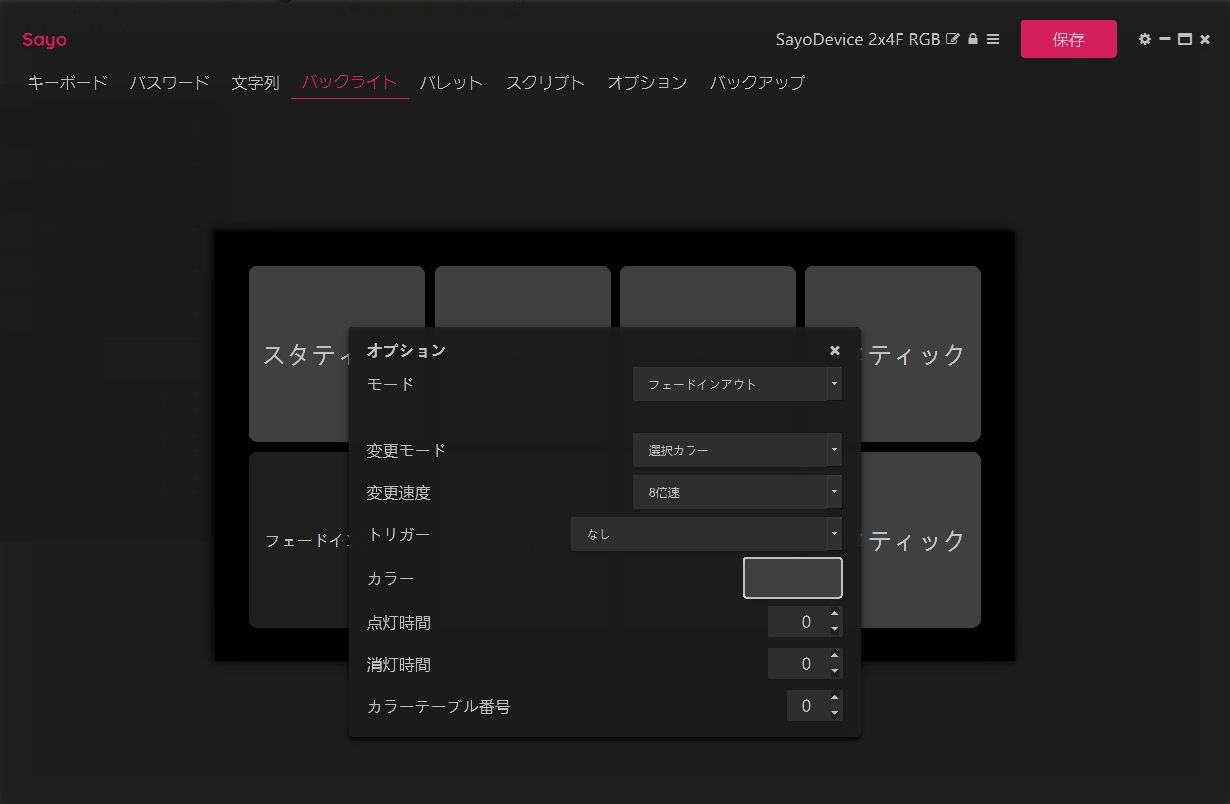 Sayo
SayoDevice 2x4F RGB
保存
キーボード パスワード 文字列 バックライト パレット スクリプト オプション バックアップ
スタティ
ティック
オプション
モード
フェードインアウト
変更モード
選択カラー
変更速度
8倍速
フェードイン
トリガー
なし
ティック
カラー
点灯時間
0
消灯時間
0
カラーテーブル番号
0